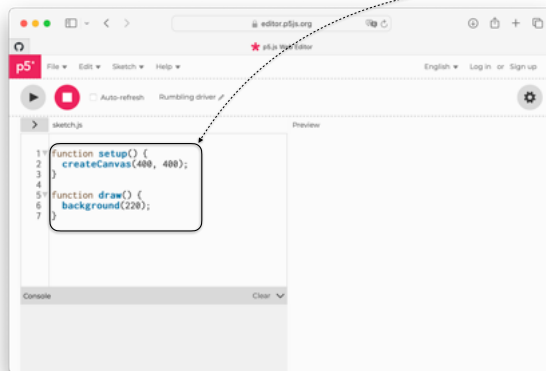 editor.p5js.org
p5.js Web Editor
p5* File Edit Sketch Help English Log in or Sign up
Auto-refresh Rumbling driver
> sketch.js Preview
1 function setup() {
2 createCanvas(400, 400);
3 }
4
5 function draw() {
6 background(220);
7 }
Console Clear